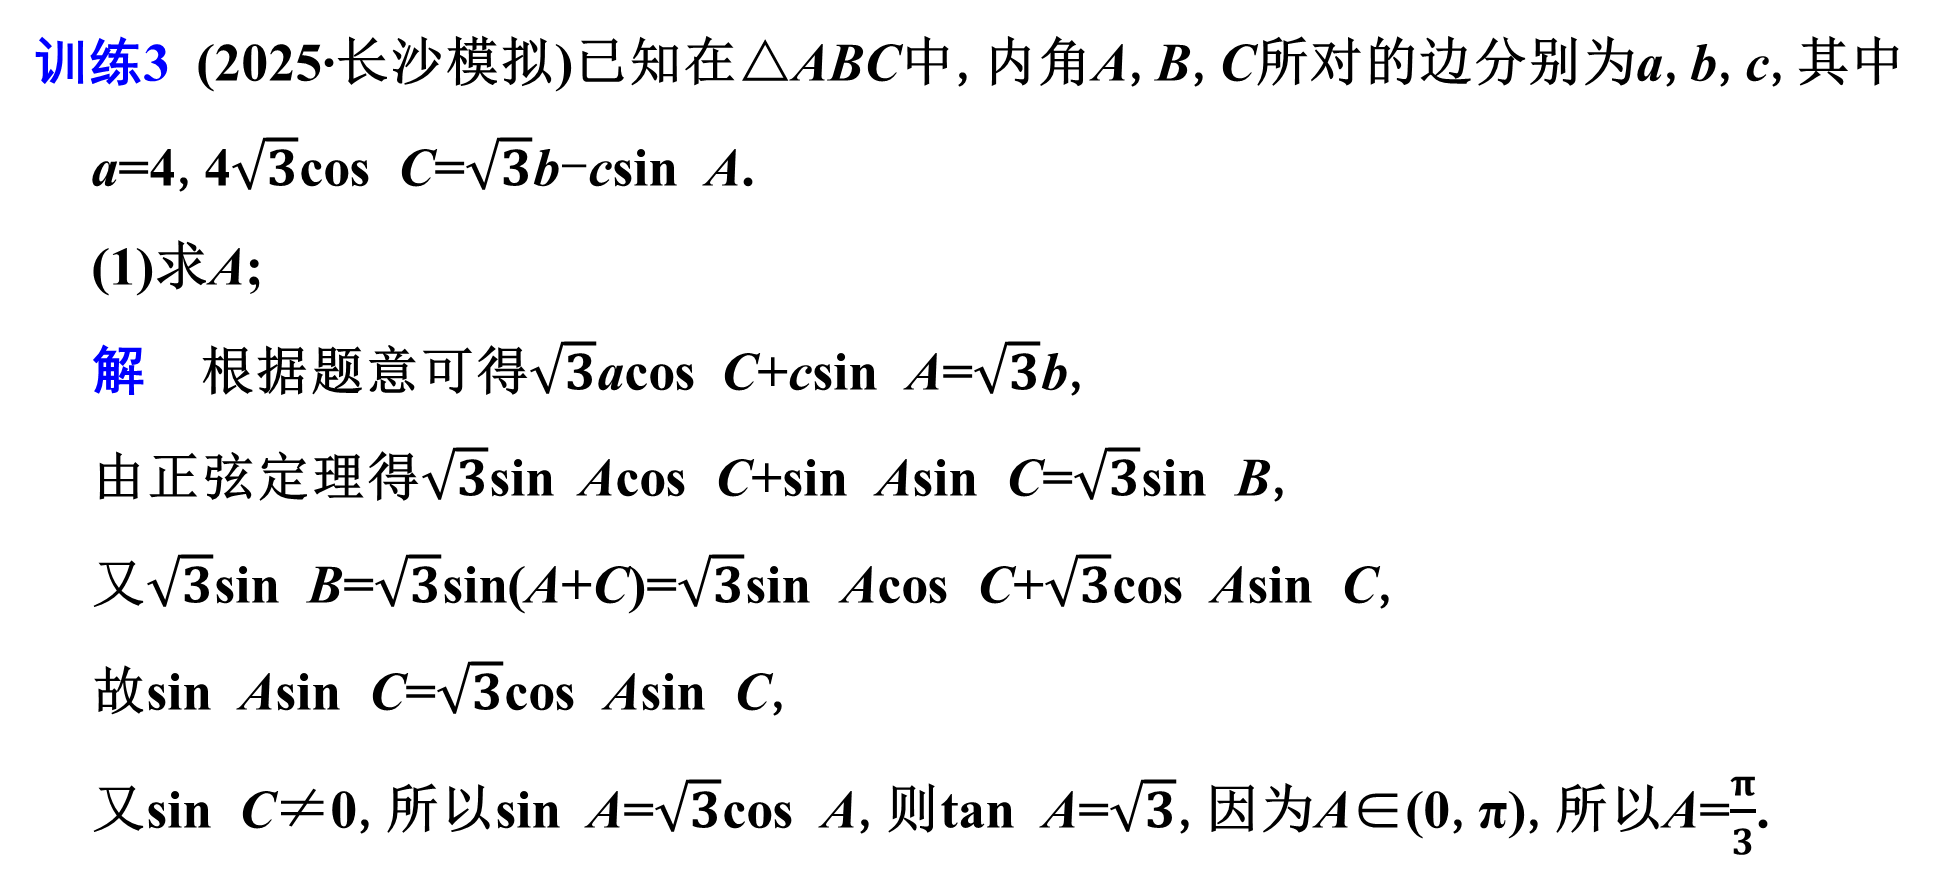 训练3 (2025·长沙模拟)已知在△ABC中, 内角A, B, C所对的边分别为a, b, c, 其中
a=4, 4√3cos C=√3b−csin A.
(1)求A;
解 根据题意可得√3acos C+csin A=√3b,
由正弦定理得√3sin Acos C+sin Asin C=√3sin B,
又√3sin B=√3sin(A+C)=√3sin Acos C+√3cos Asin C,
故sin Asin C=√3cos Asin C,
又sin C≠0, 所以sin A=√3cos A, 则tan A=√3, 因为A∈(0, π), 所以A=π/3.